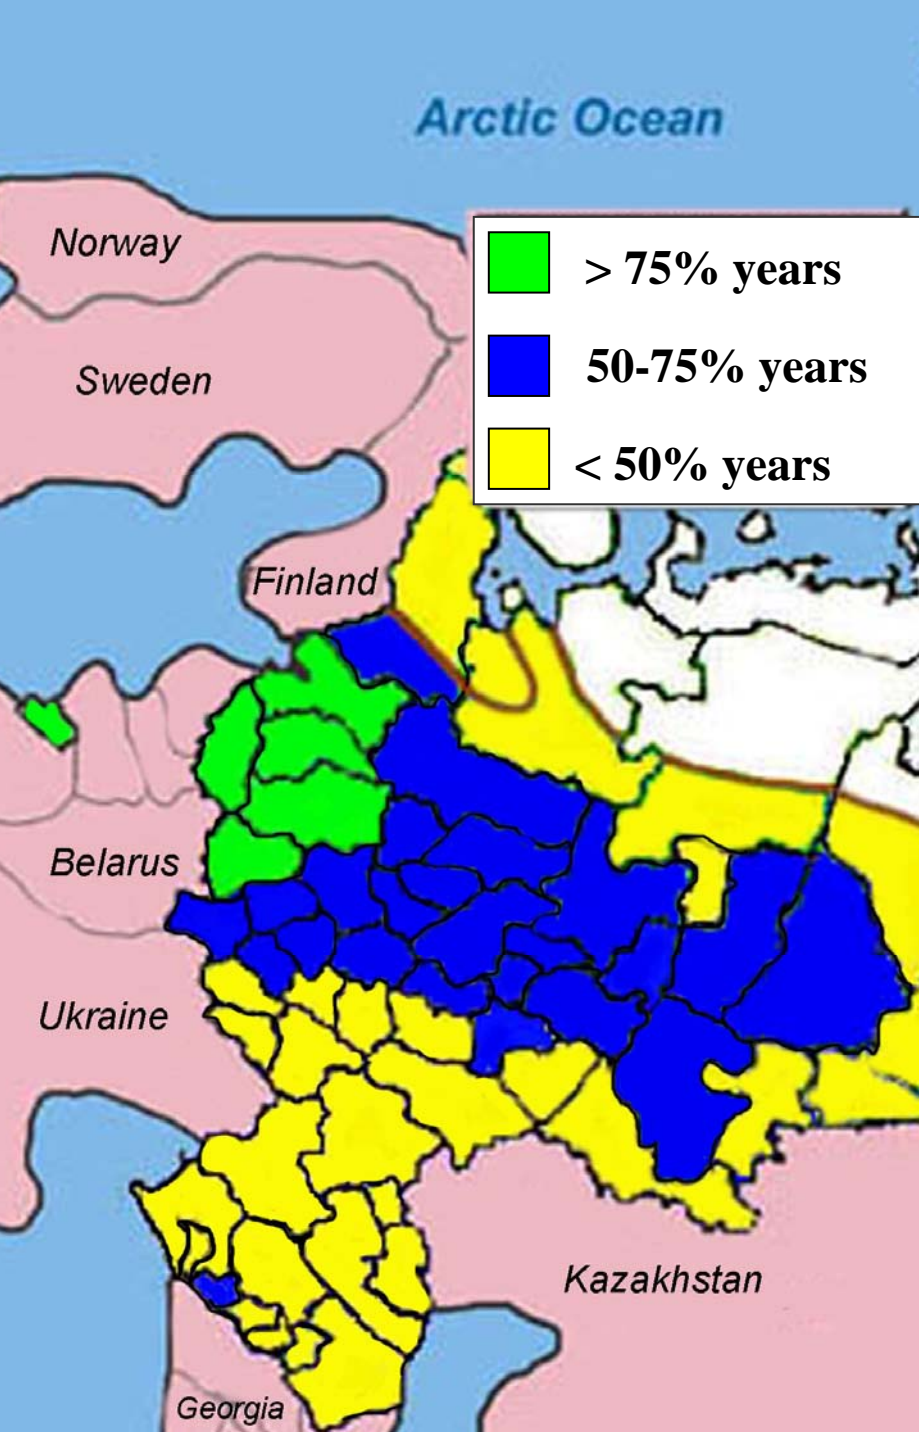 Arctic Ocean
Norway
> 75% years
50-75% years
Sweden
< 50% years
Finland
Belarus
Ukraine
Kazakhstan
Georgia